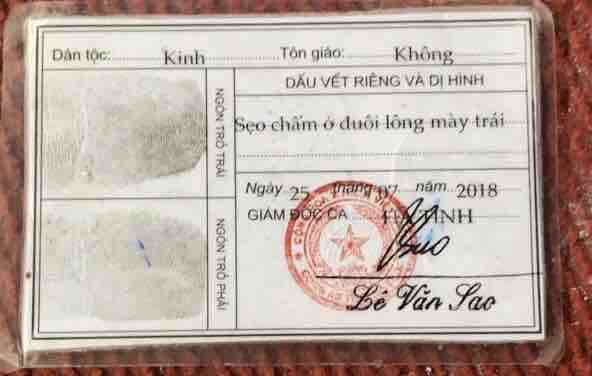 Dân tộc: Kinh Tôn giáo: Không
DẤU VẾT RIÊNG VÀ DỊ HÌNH
NGÓN TRỎ TRÁI
Sẹo chấm ở đuôi lông mày trái
Ngày 25 tháng 07 năm 2018
GIÁM ĐỐC CA TĨNH
NGÓN TRỎ PHẢI
Lê Văn Sao